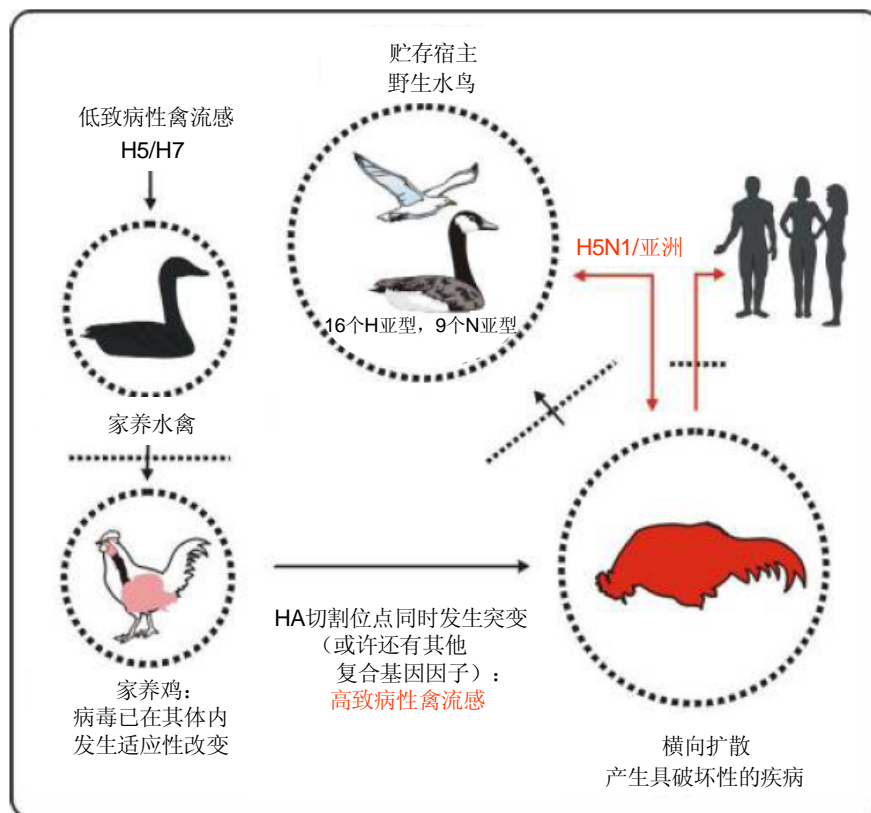 贮存宿主
野生水鸟
低致病性禽流感
H5/H7
H5N1/亚洲
16个H亚型，9个N亚型
家养水禽
HA切割位点同时发生突变
（或许还有其他
复合基因因子）：
高致病性禽流感
家养鸡：
病毒已在其体内
发生适应性改变
横向扩散
产生具破坏性的疾病